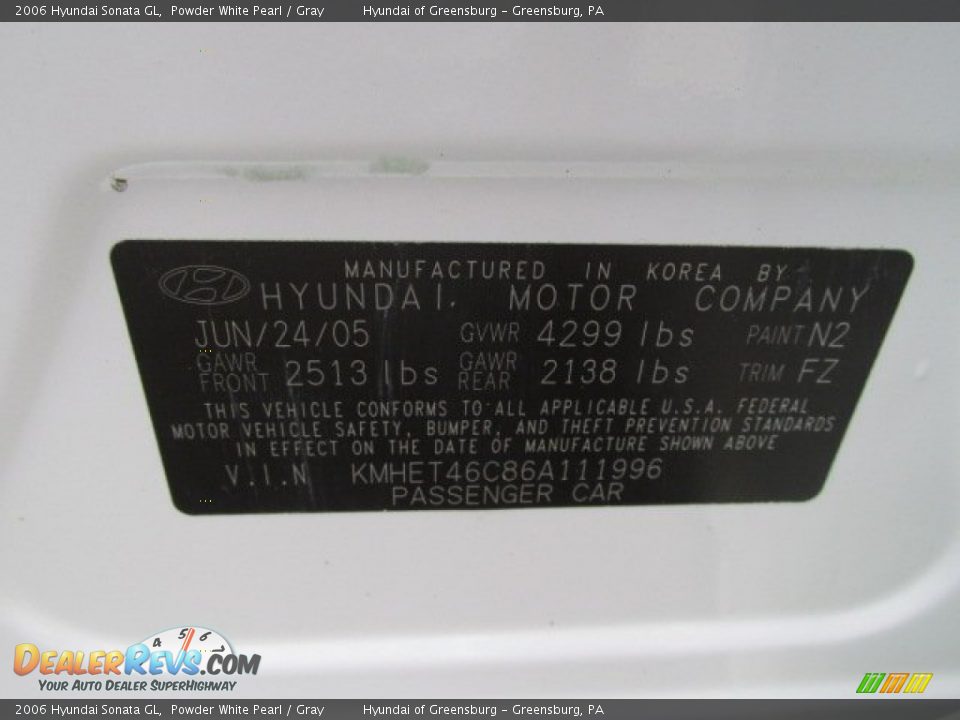 2006 Hyundai Sonata GL, Powder White Pearl / Gray Hyundai of Greensburg - Greensburg, PA
MANUFACTURED IN KOREA BY
HYUNDAI MOTOR COMPANY
JUN/24/05 GVWR 4299 lbs PAINT N2
GAWR FRONT 2513 lbs GAWR REAR 2138 lbs TRIM FZ
THIS VEHICLE CONFORMS TO ALL APPLICABLE U.S.A. FEDERAL
MOTOR VEHICLE SAFETY, BUMPER, AND THEFT PREVENTION STANDARDS
IN EFFECT ON THE DATE OF MANUFACTURE SHOWN ABOVE
V.I.N KMHET46C86A111996
PASSENGER CAR
4 5 6 7
DEALERREVS.COM
YOUR AUTO DEALER SUPERHIGHWAY
2006 Hyundai Sonata GL, Powder White Pearl / Gray Hyundai of Greensburg - Greensburg, PA